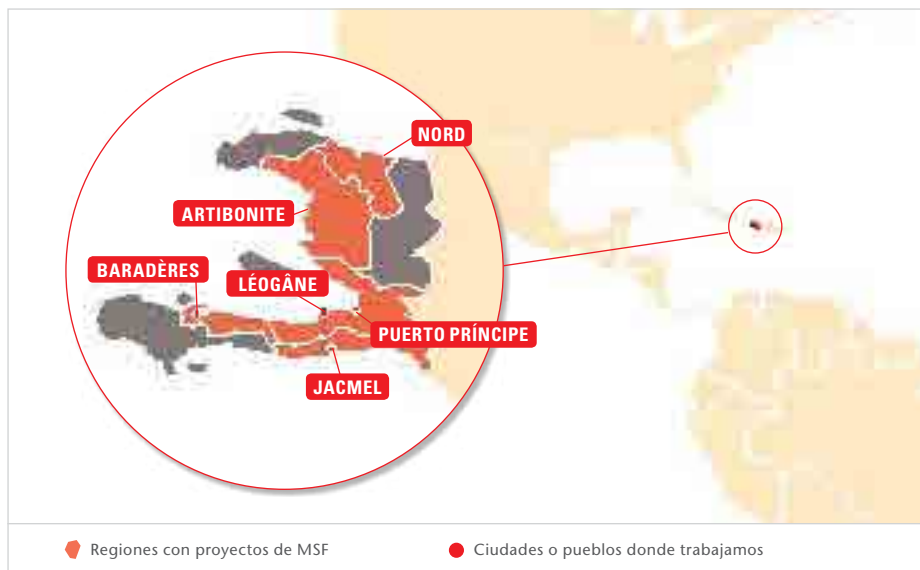 NORD
ARTIBONITE
BARADÈRES
LÉOGÂNE
PUERTO PRÍNCIPE
JACMEL
Regiones con proyectos de MSF
Ciudades o pueblos donde trabajamos